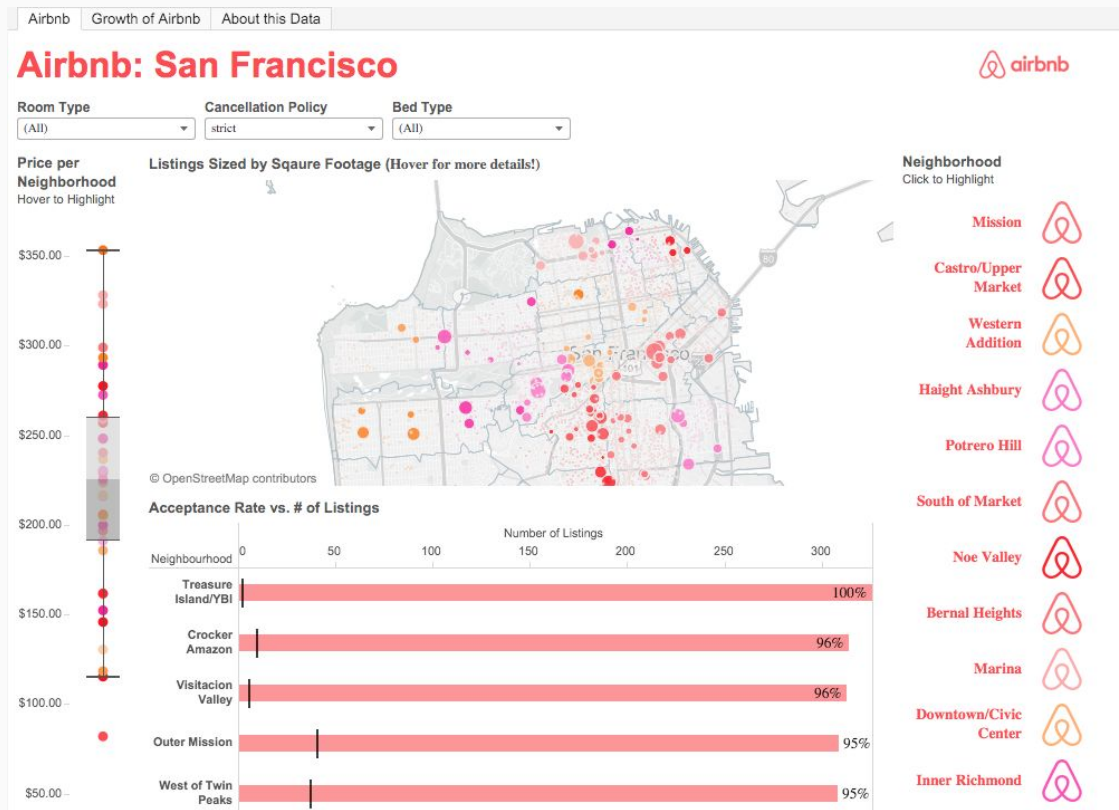 Airbnb
Growth of Airbnb
About this Data
Airbnb: San Francisco
airbnb
Room Type
Cancellation Policy
Bed Type
(All)
strict
(All)
Price per
Neighborhood
Hover to Highlight
$350.00
$300.00
$250.00
$200.00
$150.00
$100.00
$50.00
Listings Sized by Sqaure Footage (Hover for more details!)
80
San Francisco
101
© OpenStreetMap contributors
Acceptance Rate vs. # of Listings
Number of Listings
Neighbourhood
0
50
100
150
200
250
300
Treasure
Island/YBI
100%
Crocker
Amazon
96%
Visitacion
Valley
96%
Outer Mission
95%
West of Twin
Peaks
95%
Neighborhood
Click to Highlight
Mission
Castro/Upper
Market
Western
Addition
Haight Ashbury
Potrero Hill
South of Market
Noe Valley
Bernal Heights
Marina
Downtown/Civic
Center
Inner Richmond